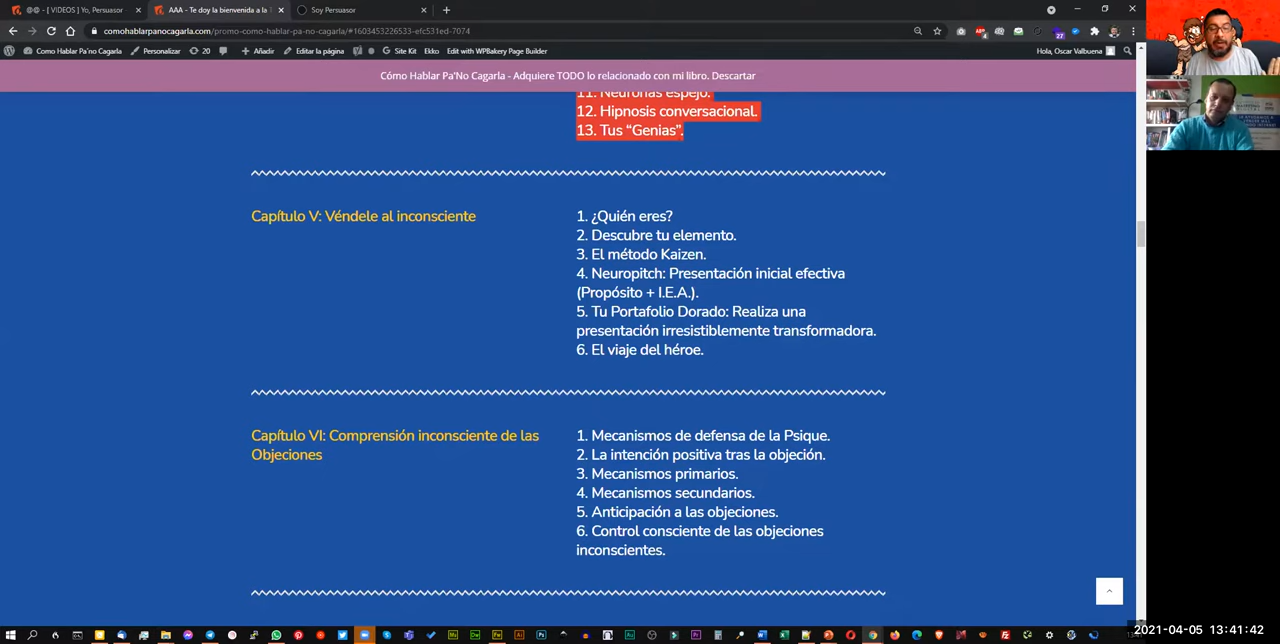 @@ - [ VIDEOS ] Yo, Persuasor
AAA - Te doy la bienvenida a la
Soy Persuasor
comohablarpanocagarla.com/promo-como-hablar-pa-no-cagarla/#1603453226533-efc531ed-7074
Como Hablar Pa'no Cagarla
Personalizar
20
Añadir
Editar la página
Site Kit
Ekko
Edit with WPBakery Page Builder
Hola, Oscar Valbuena
Cómo Hablar Pa'No Cagarla - Adquiere TODO lo relacionado con mi libro. Descartar
11. Neuronas espejo.
12. Hipnosis conversacional.
13. Tus “Genias”.
Capítulo V: Véndele al inconsciente
1. ¿Quién eres?
2. Descubre tu elemento.
3. El método Kaizen.
4. Neuropitch: Presentación inicial efectiva
(Propósito + I.E.A.).
5. Tu Portafolio Dorado: Realiza una
presentación irresistiblemente transformadora.
6. El viaje del héroe.
Capítulo VI: Comprensión inconsciente de las
Objeciones
1. Mecanismos de defensa de la Psique.
2. La intención positiva tras la objeción.
3. Mecanismos primarios.
4. Mecanismos secundarios.
5. Anticipación a las objeciones.
6. Control consciente de las objeciones
inconscientes.
2021-04-05 13:41:42